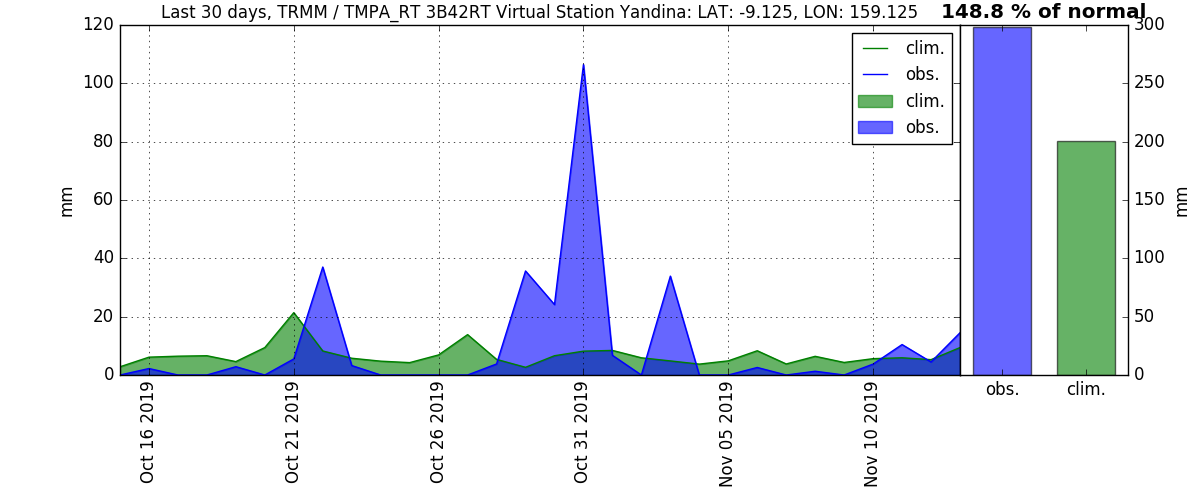 Last 30 days, TRMM / TMPA_RT 3B42RT Virtual Station Yandina: LAT: -9.125, LON: 159.125
148.8 % of normal
120
100
80
60
40
20
0
mm
clim.
obs.
clim.
obs.
Oct 16 2019
Oct 21 2019
Oct 26 2019
Oct 31 2019
Nov 05 2019
Nov 10 2019
300
250
200
150
100
50
0
mm
obs.
clim.